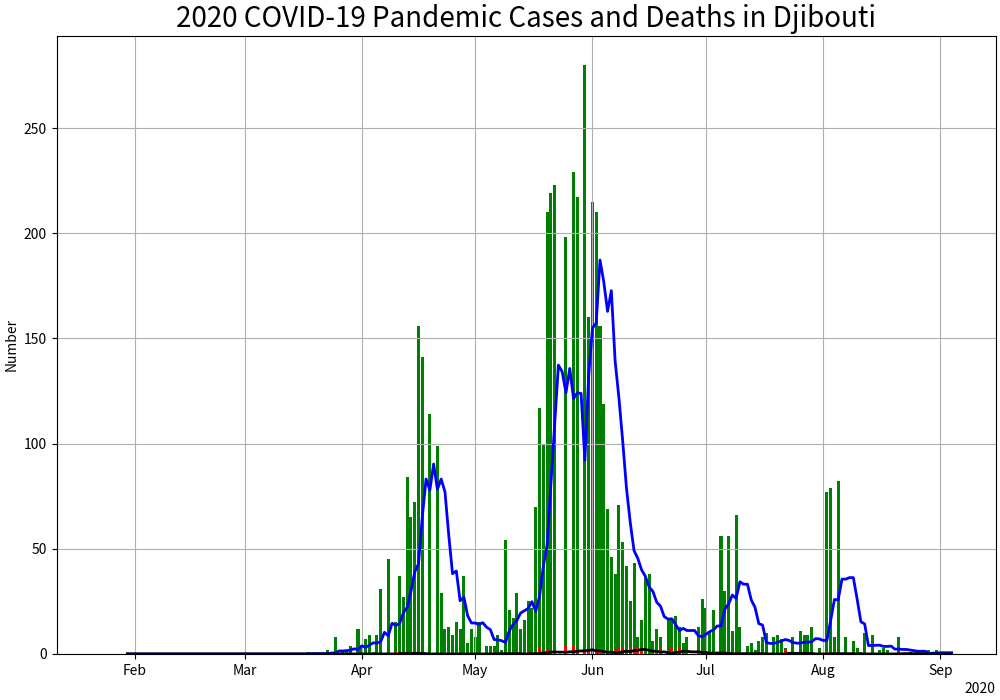 2020 COVID-19 Pandemic Cases and Deaths in Djibouti
Number
250
200
150
100
50
0
Feb Mar Apr May Jun Jul Aug Sep
2020